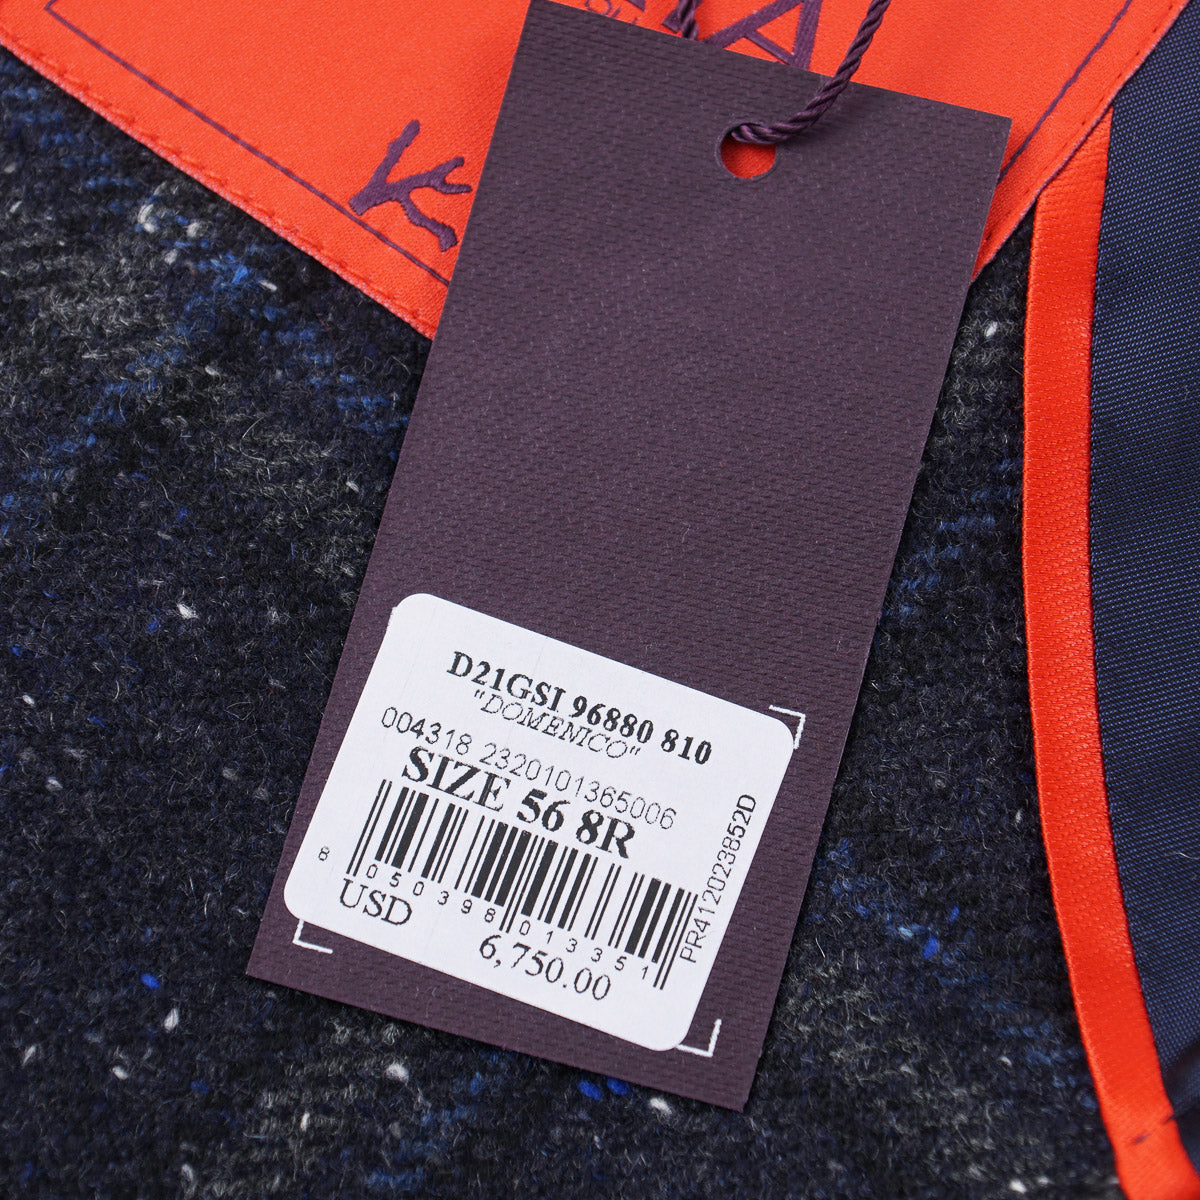 D21GSI 96880 810
"DOMENICO"
004318 2320101365006
SIZE 56 8R
8 050398 013351
USD
6,750.00
PR412023852D